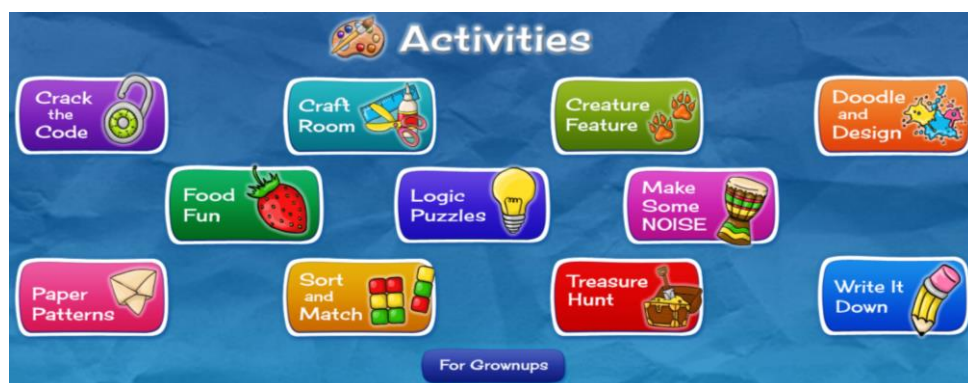 Activities
Crack
the
Code
Craft
Room
Creature
Feature
Doodle
and
Design
Food
Fun
Logic
Puzzles
Make
Some
NOISE
Paper
Patterns
Sort
and
Match
Treasure
Hunt
Write It
Down
For Grownups